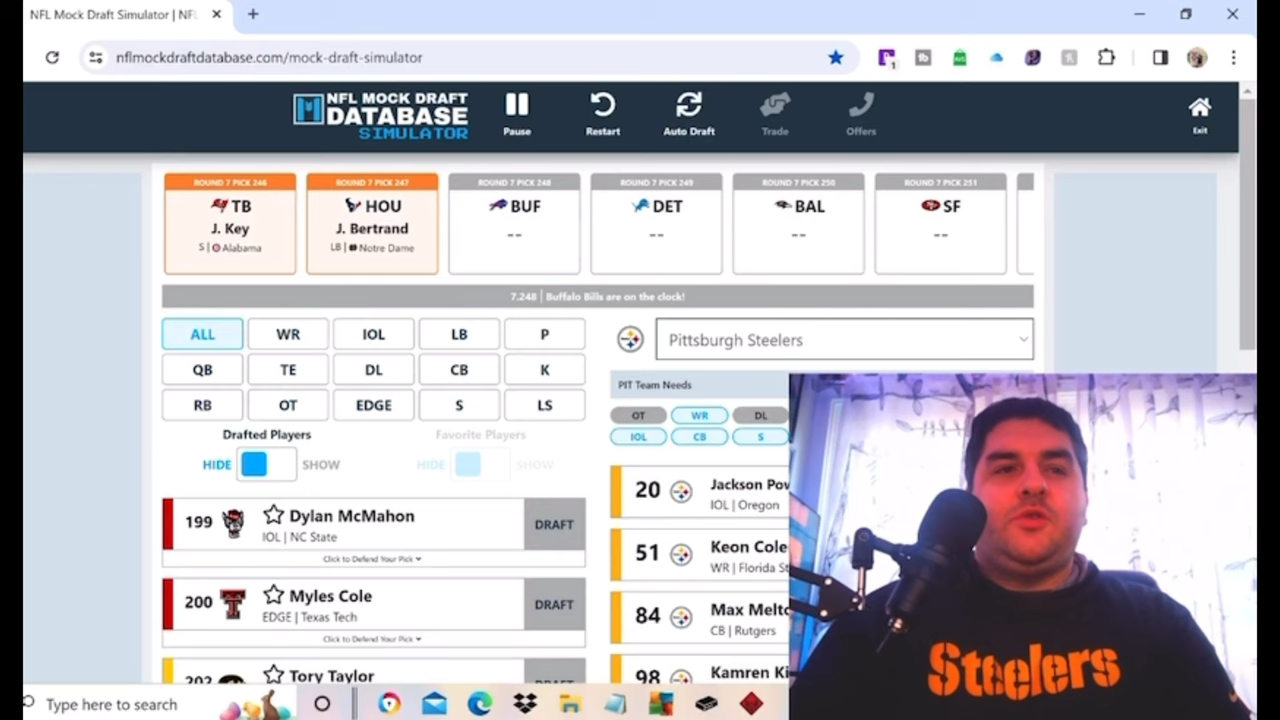 NFL Mock Draft Simulator | NFL
nflmockdraftdatabase.com/mock-draft-simulator
NFL MOCK DRAFT
DATABASE
SIMULATOR
Pause
Restart
Auto Draft
Trade
Offers
Exit
ROUND 7 PICK 246
TB
J. Key
S | Alabama
ROUND 7 PICK 247
HOU
J. Bertrand
LB | Notre Dame
ROUND 7 PICK 248
BUF
--
ROUND 7 PICK 249
DET
--
ROUND 7 PICK 250
BAL
--
ROUND 7 PICK 251
SF
--
7.248 | Buffalo Bills are on the clock!
ALL WR IOL LB P
QB TE DL CB K
RB OT EDGE S LS
Drafted Players
HIDE SHOW
Favorite Players
HIDE SHOW
199 Dylan McMahon
IOL | NC State
DRAFT
Click to Defend Your Pick
200 Myles Cole
EDGE | Texas Tech
DRAFT
Click to Defend Your Pick
202 Tory Taylor
DRAFT
Pittsburgh Steelers
PIT Team Needs
OT WR DL
IOL CB S
20 Jackson Pow
IOL | Oregon
51 Keon Cole
WR | Florida St
84 Max Melto
CB | Rutgers
98 Kamren Ki
Steelers
Type here to search